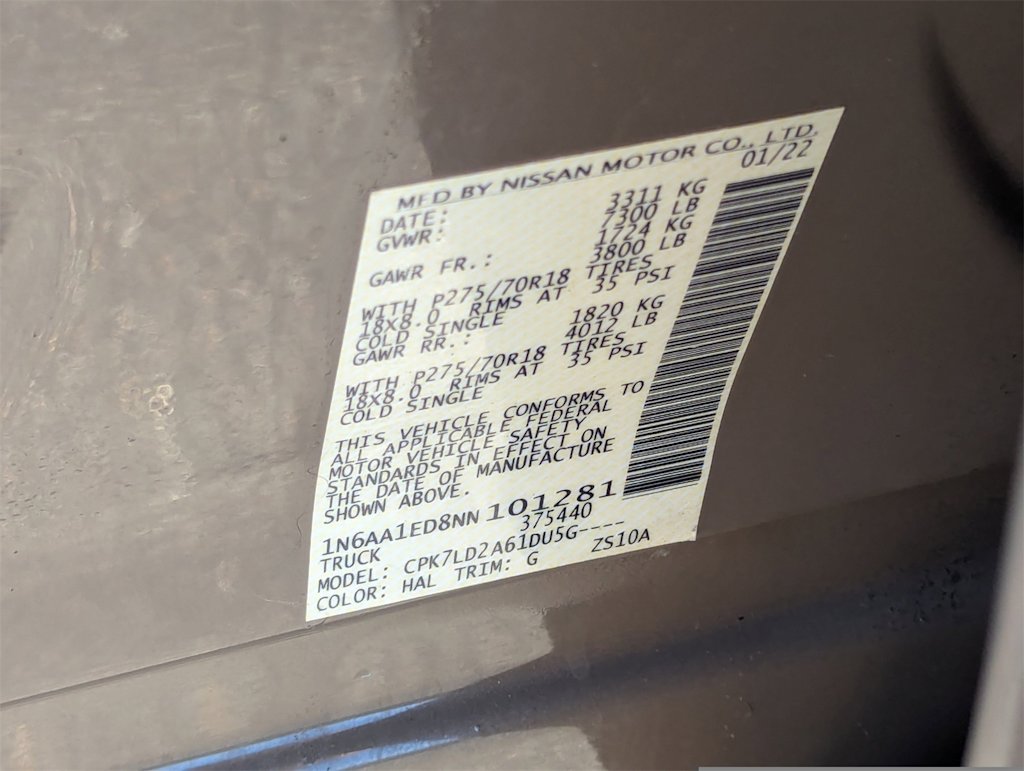 MFD BY NISSAN MOTOR CO., LTD.
DATE: 01/22
GVWR: 3311 KG
7300 LB
GAWR FR.: 1724 KG
3800 LB
WITH P275/70R18 TIRES
18X8.0 RIMS AT 35 PSI
COLD SINGLE
GAWR RR.: 1820 KG
4012 LB
WITH P275/70R18 TIRES
18X8.0 RIMS AT 35 PSI
COLD SINGLE
THIS VEHICLE CONFORMS TO
ALL APPLICABLE FEDERAL
MOTOR VEHICLE SAFETY
STANDARDS IN EFFECT ON
THE DATE OF MANUFACTURE
SHOWN ABOVE.
1N6AA1ED8NN 101281
TRUCK 375440
MODEL: CPK7LD2A61DU5G----
COLOR: HAL TRIM: G ZS10A